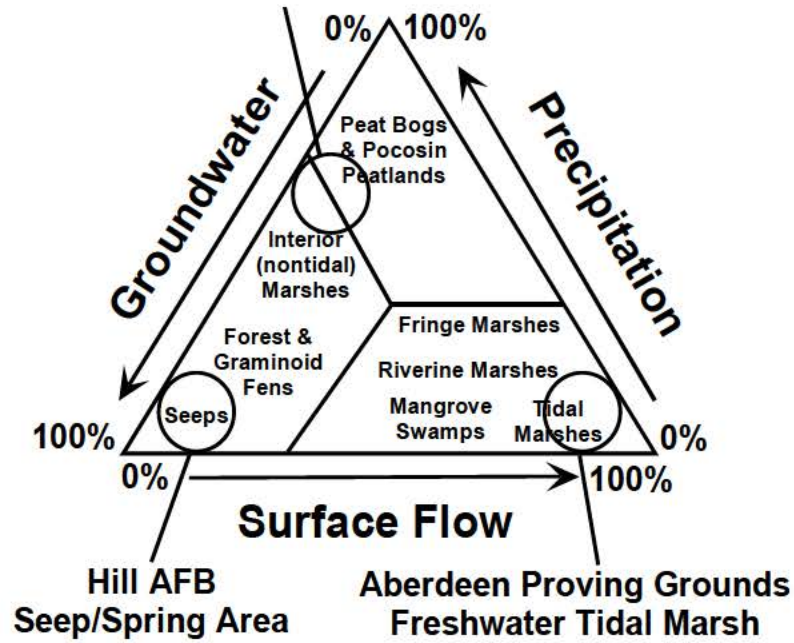 0% 100%
Groundwater
Precipitation
Peat Bogs
& Pocosin
Peatlands
Interior
(nontidal)
Marshes
Forest &
Graminoid
Fens
Fringe Marshes
Riverine Marshes
Mangrove
Swamps
Tidal
Marshes
Seeps
100%
0%
0%
100%
Surface Flow
Hill AFB
Seep/Spring Area
Aberdeen Proving Grounds
Freshwater Tidal Marsh